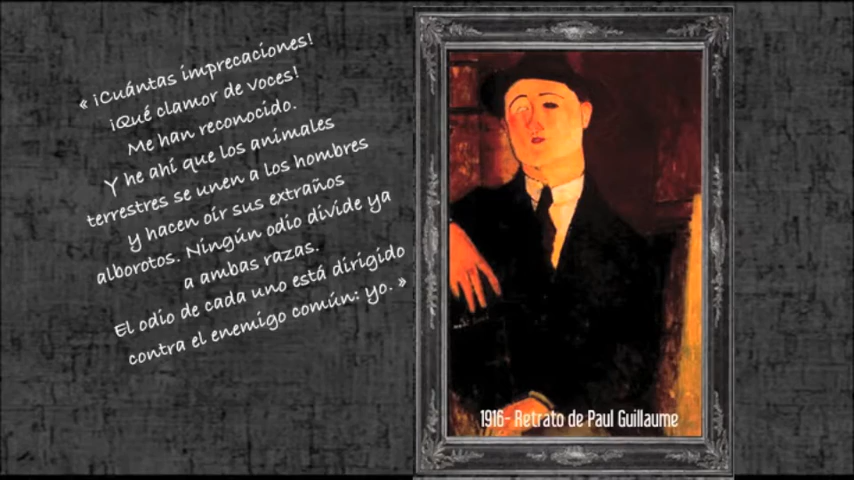 « ¡Cuántas imprecaciones!
¡Qué clamor de voces!
Me han reconocido.
Y he ahí que los animales
terrestres se unen a los hombres
y hacen oír sus extraños
alborotos. Ningún odio divide ya
a ambas razas.
El odio de cada uno está dirigido
contra el enemigo común: yo. »
1916- Retrato de Paul Guillaume